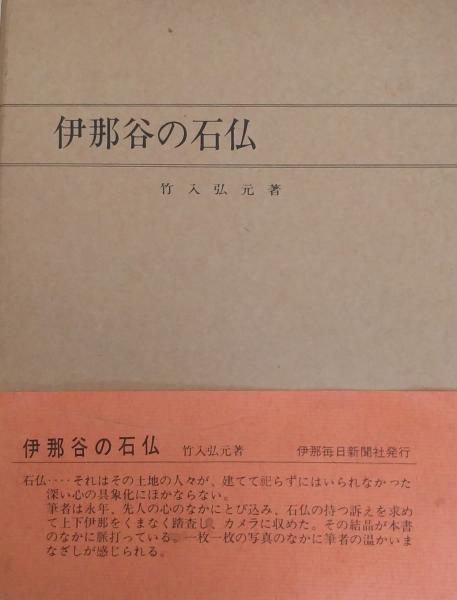 伊那谷の石仏
竹入弘元著
伊那谷の石仏 竹入弘元著 伊那毎日新聞社発行
石仏‥‥それはその土地の人々が、建てて祀らずにはいられなかった
深い心の具象化にほかならない。
筆者は永年、先人の心のなかにとび込み、石仏の持つ訴えを求め
て上下伊那をくまなく踏査し、カメラに収めた。その結晶が本書
のなかに脈打っている。一枚一枚の写真のなかに筆者の温かいま
なざしが感じられる。